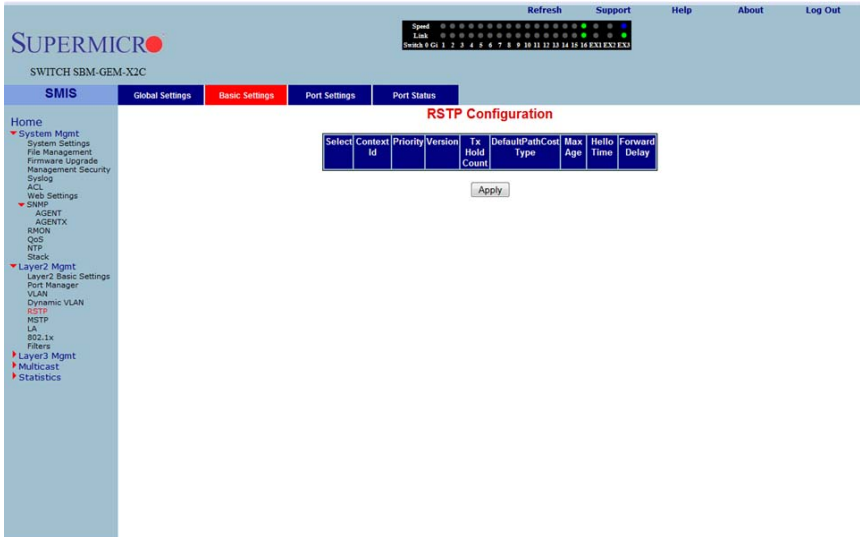 Refresh Support Help About Log Out
SUPERMICRO
SWITCH SBM-GEM-X2C
Speed
Link
Switch 0 Gi 1 2 3 4 5 6 7 8 9 10 11 12 13 14 15 16 EX1 EX2 EX3
SMIS
Global Settings Basic Settings Port Settings Port Status
RSTP Configuration
Select Context Id Priority Version Tx Hold Count DefaultPathCost Type Max Age Hello Time Forward Delay
Apply
Home
System Mgmt
System Settings
File Management
Firmware Upgrade
Management Security
Syslog
ACL
Web Settings
SNMP
AGENT
AGENTX
RMON
QoS
NTP
Stack
Layer2 Mgmt
Layer2 Basic Settings
Port Manager
VLAN
Dynamic VLAN
RSTP
MSTP
LA
802.1x
Filters
Layer3 Mgmt
Multicast
Statistics